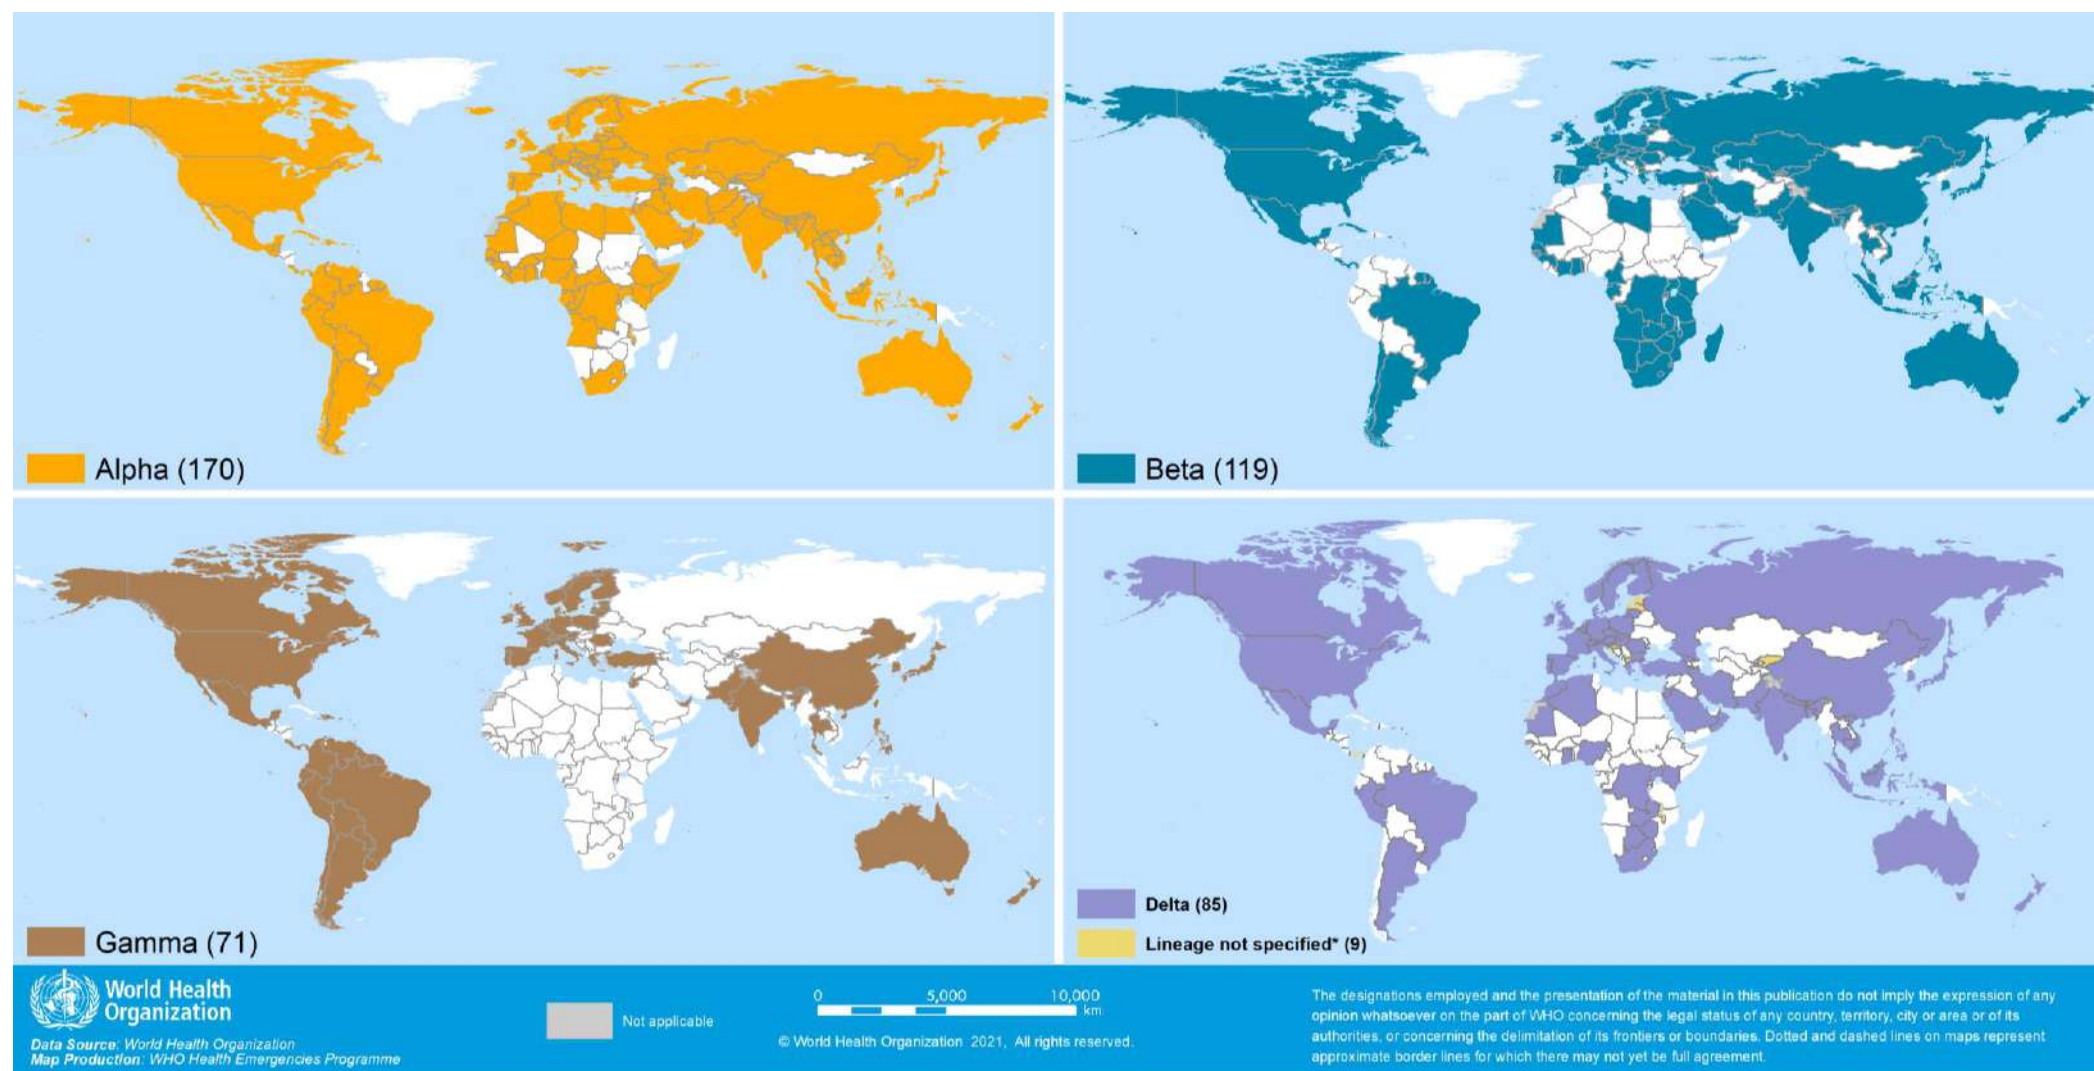 Alpha (170)
Beta (119)
Gamma (71)
Delta (85)
Lineage not specified* (9)
World Health
Organization
Data Source: World Health Organization
Map Production: WHO Health Emergencies Programme
Not applicable
0 5,000 10,000
km
© World Health Organization 2021, All rights reserved.
The designations employed and the presentation of the material in this publication do not imply the expression of any
opinion whatsoever on the part of WHO concerning the legal status of any country, territory, city or area or of its
authorities, or concerning the delimitation of its frontiers or boundaries. Dotted and dashed lines on maps represent
approximate border lines for which there may not yet be full agreement.